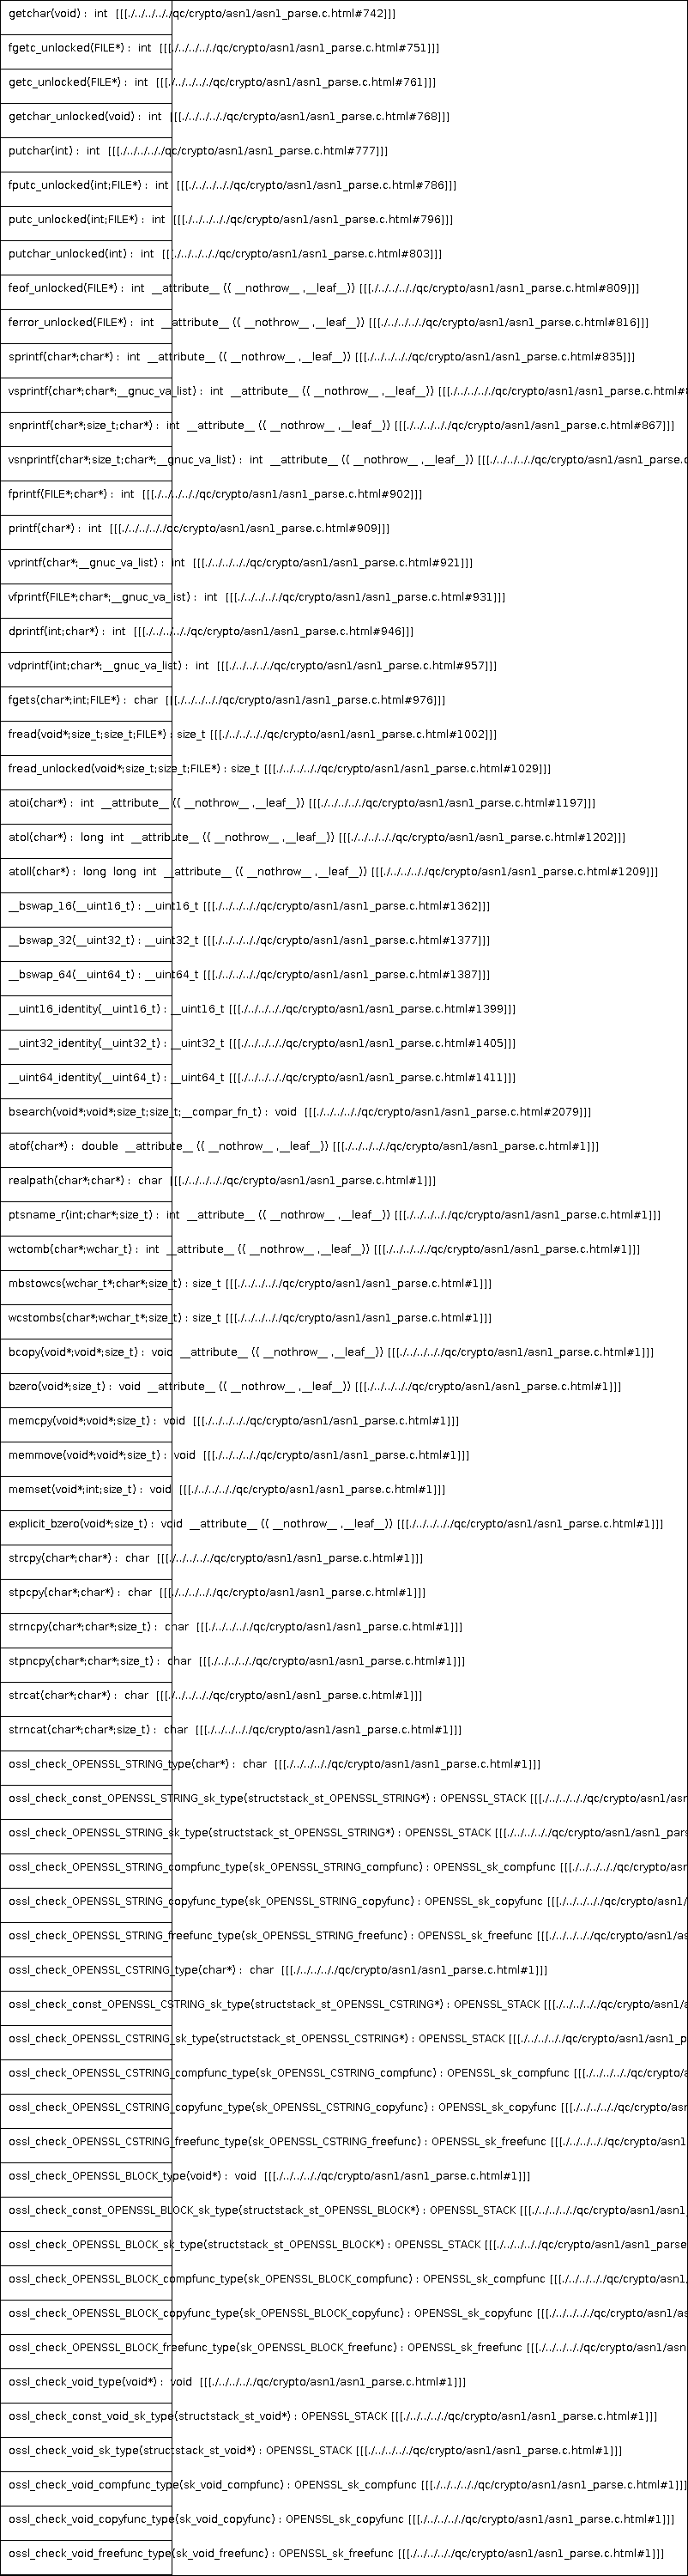 getchar(void) :  int  [[[./../../../../qc/crypto/asn1/asn1_parse.c.html#742]]]
fgetc_unlocked(FILE*) :  int  [[[./../../../../qc/crypto/asn1/asn1_parse.c.html#751]]]
getc_unlocked(FILE*) :  int  [[[./../../../../qc/crypto/asn1/asn1_parse.c.html#761]]]
getchar_unlocked(void) :  int  [[[./../../../../qc/crypto/asn1/asn1_parse.c.html#768]]]
putchar(int) :  int  [[[./../../../../qc/crypto/asn1/asn1_parse.c.html#777]]]
fputc_unlocked(int;FILE*) :  int  [[[./../../../../qc/crypto/asn1/asn1_parse.c.html#786]]]
putc_unlocked(int;FILE*) :  int  [[[./../../../../qc/crypto/asn1/asn1_parse.c.html#796]]]
putchar_unlocked(int) :  int  [[[./../../../../qc/crypto/asn1/asn1_parse.c.html#803]]]
feof_unlocked(FILE*) :  int  __attribute__ (( __nothrow__ ,__leaf__)) [[[./../../../../qc/crypto/asn1/asn1_parse.c.html#809]]]
ferror_unlocked(FILE*) :  int  __attribute__ (( __nothrow__ ,__leaf__)) [[[./../../../../qc/crypto/asn1/asn1_parse.c.html#816]]]
sprintf(char*;char*) :  int  __attribute__ (( __nothrow__ ,__leaf__)) [[[./../../../../qc/crypto/asn1/asn1_parse.c.html#835]]]
vsprintf(char*;char*;__gnuc_va_list) :  int  __attribute__ (( __nothrow__ ,__leaf__)) [[[./../../../../qc/crypto/asn1/asn1_parse.c.html#
snprintf(char*;size_t;char*) :  int  __attribute__ (( __nothrow__ ,__leaf__)) [[[./../../../../qc/crypto/asn1/asn1_parse.c.html#867]]]
vsnprintf(char*;size_t;char*;__gnuc_va_list) :  int  __attribute__ (( __nothrow__ ,__leaf__)) [[[./../../../../qc/crypto/asn1/asn1_parse.c
fprintf(FILE*;char*) :  int  [[[./../../../../qc/crypto/asn1/asn1_parse.c.html#902]]]
printf(char*) :  int  [[[./../../../../qc/crypto/asn1/asn1_parse.c.html#909]]]
vprintf(char*;__gnuc_va_list) :  int  [[[./../../../../qc/crypto/asn1/asn1_parse.c.html#921]]]
vfprintf(FILE*;char*;__gnuc_va_list) :  int  [[[./../../../../qc/crypto/asn1/asn1_parse.c.html#931]]]
dprintf(int;char*) :  int  [[[./../../../../qc/crypto/asn1/asn1_parse.c.html#946]]]
vdprintf(int;char*;__gnuc_va_list) :  int  [[[./../../../../qc/crypto/asn1/asn1_parse.c.html#957]]]
fgets(char*;int;FILE*) :  char  [[[./../../../../qc/crypto/asn1/asn1_parse.c.html#976]]]
fread(void*;size_t;size_t;FILE*) : size_t [[[./../../../../qc/crypto/asn1/asn1_parse.c.html#1002]]]
fread_unlocked(void*;size_t;size_t;FILE*) : size_t [[[./../../../../qc/crypto/asn1/asn1_parse.c.html#1029]]]
atoi(char*) :  int  __attribute__ (( __nothrow__ ,__leaf__)) [[[./../../../../qc/crypto/asn1/asn1_parse.c.html#1197]]]
atol(char*) :  long  int  __attribute__ (( __nothrow__ ,__leaf__)) [[[./../../../../qc/crypto/asn1/asn1_parse.c.html#1202]]]
atoll(char*) :  long  long  int  __attribute__ (( __nothrow__ ,__leaf__)) [[[./../../../../qc/crypto/asn1/asn1_parse.c.html#1209]]]
__bswap_16(__uint16_t) : __uint16_t [[[./../../../../qc/crypto/asn1/asn1_parse.c.html#1362]]]
__bswap_32(__uint32_t) : __uint32_t [[[./../../../../qc/crypto/asn1/asn1_parse.c.html#1377]]]
__bswap_64(__uint64_t) : __uint64_t [[[./../../../../qc/crypto/asn1/asn1_parse.c.html#1387]]]
__uint16_identity(__uint16_t) : __uint16_t [[[./../../../../qc/crypto/asn1/asn1_parse.c.html#1399]]]
__uint32_identity(__uint32_t) : __uint32_t [[[./../../../../qc/crypto/asn1/asn1_parse.c.html#1405]]]
__uint64_identity(__uint64_t) : __uint64_t [[[./../../../../qc/crypto/asn1/asn1_parse.c.html#1411]]]
bsearch(void*;void*;size_t;size_t;__compar_fn_t) :  void  [[[./../../../../qc/crypto/asn1/asn1_parse.c.html#2079]]]
atof(char*) :  double  __attribute__ (( __nothrow__ ,__leaf__)) [[[./../../../../qc/crypto/asn1/asn1_parse.c.html#1]]]
realpath(char*;char*) :  char  [[[./../../../../qc/crypto/asn1/asn1_parse.c.html#1]]]
ptsname_r(int;char*;size_t) :  int  __attribute__ (( __nothrow__ ,__leaf__)) [[[./../../../../qc/crypto/asn1/asn1_parse.c.html#1]]]
wctomb(char*;wchar_t) :  int  __attribute__ (( __nothrow__ ,__leaf__)) [[[./../../../../qc/crypto/asn1/asn1_parse.c.html#1]]]
mbstowcs(wchar_t*;char*;size_t) : size_t [[[./../../../../qc/crypto/asn1/asn1_parse.c.html#1]]]
wcstombs(char*;wchar_t*;size_t) : size_t [[[./../../../../qc/crypto/asn1/asn1_parse.c.html#1]]]
bcopy(void*;void*;size_t) :  void  __attribute__ (( __nothrow__ ,__leaf__)) [[[./../../../../qc/crypto/asn1/asn1_parse.c.html#1]]]
bzero(void*;size_t) :  void  __attribute__ (( __nothrow__ ,__leaf__)) [[[./../../../../qc/crypto/asn1/asn1_parse.c.html#1]]]
memcpy(void*;void*;size_t) :  void  [[[./../../../../qc/crypto/asn1/asn1_parse.c.html#1]]]
memmove(void*;void*;size_t) :  void  [[[./../../../../qc/crypto/asn1/asn1_parse.c.html#1]]]
memset(void*;int;size_t) :  void  [[[./../../../../qc/crypto/asn1/asn1_parse.c.html#1]]]
explicit_bzero(void*;size_t) :  void  __attribute__ (( __nothrow__ ,__leaf__)) [[[./../../../../qc/crypto/asn1/asn1_parse.c.html#1]]]
strcpy(char*;char*) :  char  [[[./../../../../qc/crypto/asn1/asn1_parse.c.html#1]]]
stpcpy(char*;char*) :  char  [[[./../../../../qc/crypto/asn1/asn1_parse.c.html#1]]]
strncpy(char*;char*;size_t) :  char  [[[./../../../../qc/crypto/asn1/asn1_parse.c.html#1]]]
stpncpy(char*;char*;size_t) :  char  [[[./../../../../qc/crypto/asn1/asn1_parse.c.html#1]]]
strcat(char*;char*) :  char  [[[./../../../../qc/crypto/asn1/asn1_parse.c.html#1]]]
strncat(char*;char*;size_t) :  char  [[[./../../../../qc/crypto/asn1/asn1_parse.c.html#1]]]
ossl_check_OPENSSL_STRING_type(char*) :  char  [[[./../../../../qc/crypto/asn1/asn1_parse.c.html#1]]]
ossl_check_const_OPENSSL_STRING_sk_type(structstack_st_OPENSSL_STRING*) : OPENSSL_STACK [[[./../../../../qc/crypto/asn1/asn
ossl_check_OPENSSL_STRING_sk_type(structstack_st_OPENSSL_STRING*) : OPENSSL_STACK [[[./../../../../qc/crypto/asn1/asn1_pars
ossl_check_OPENSSL_STRING_compfunc_type(sk_OPENSSL_STRING_compfunc) : OPENSSL_sk_compfunc [[[./../../../../qc/crypto/asn
ossl_check_OPENSSL_STRING_copyfunc_type(sk_OPENSSL_STRING_copyfunc) : OPENSSL_sk_copyfunc [[[./../../../../qc/crypto/asn1/
ossl_check_OPENSSL_STRING_freefunc_type(sk_OPENSSL_STRING_freefunc) : OPENSSL_sk_freefunc [[[./../../../../qc/crypto/asn1/as
ossl_check_OPENSSL_CSTRING_type(char*) :  char  [[[./../../../../qc/crypto/asn1/asn1_parse.c.html#1]]]
ossl_check_const_OPENSSL_CSTRING_sk_type(structstack_st_OPENSSL_CSTRING*) : OPENSSL_STACK [[[./../../../../qc/crypto/asn1/a
ossl_check_OPENSSL_CSTRING_sk_type(structstack_st_OPENSSL_CSTRING*) : OPENSSL_STACK [[[./../../../../qc/crypto/asn1/asn1_p
ossl_check_OPENSSL_CSTRING_compfunc_type(sk_OPENSSL_CSTRING_compfunc) : OPENSSL_sk_compfunc [[[./../../../../qc/crypto/a
ossl_check_OPENSSL_CSTRING_copyfunc_type(sk_OPENSSL_CSTRING_copyfunc) : OPENSSL_sk_copyfunc [[[./../../../../qc/crypto/asn
ossl_check_OPENSSL_CSTRING_freefunc_type(sk_OPENSSL_CSTRING_freefunc) : OPENSSL_sk_freefunc [[[./../../../../qc/crypto/asn1
ossl_check_OPENSSL_BLOCK_type(void*) :  void  [[[./../../../../qc/crypto/asn1/asn1_parse.c.html#1]]]
ossl_check_const_OPENSSL_BLOCK_sk_type(structstack_st_OPENSSL_BLOCK*) : OPENSSL_STACK [[[./../../../../qc/crypto/asn1/asn1_
ossl_check_OPENSSL_BLOCK_sk_type(structstack_st_OPENSSL_BLOCK*) : OPENSSL_STACK [[[./../../../../qc/crypto/asn1/asn1_parse
ossl_check_OPENSSL_BLOCK_compfunc_type(sk_OPENSSL_BLOCK_compfunc) : OPENSSL_sk_compfunc [[[./../../../../qc/crypto/asn1/
ossl_check_OPENSSL_BLOCK_copyfunc_type(sk_OPENSSL_BLOCK_copyfunc) : OPENSSL_sk_copyfunc [[[./../../../../qc/crypto/asn1/as
ossl_check_OPENSSL_BLOCK_freefunc_type(sk_OPENSSL_BLOCK_freefunc) : OPENSSL_sk_freefunc [[[./../../../../qc/crypto/asn1/asn
ossl_check_void_type(void*) :  void  [[[./../../../../qc/crypto/asn1/asn1_parse.c.html#1]]]
ossl_check_const_void_sk_type(structstack_st_void*) : OPENSSL_STACK [[[./../../../../qc/crypto/asn1/asn1_parse.c.html#1]]]
ossl_check_void_sk_type(structstack_st_void*) : OPENSSL_STACK [[[./../../../../qc/crypto/asn1/asn1_parse.c.html#1]]]
ossl_check_void_compfunc_type(sk_void_compfunc) : OPENSSL_sk_compfunc [[[./../../../../qc/crypto/asn1/asn1_parse.c.html#1]]]
ossl_check_void_copyfunc_type(sk_void_copyfunc) : OPENSSL_sk_copyfunc [[[./../../../../qc/crypto/asn1/asn1_parse.c.html#1]]]
ossl_check_void_freefunc_type(sk_void_freefunc) : OPENSSL_sk_freefunc [[[./../../../../qc/crypto/asn1/asn1_parse.c.html#1]]]